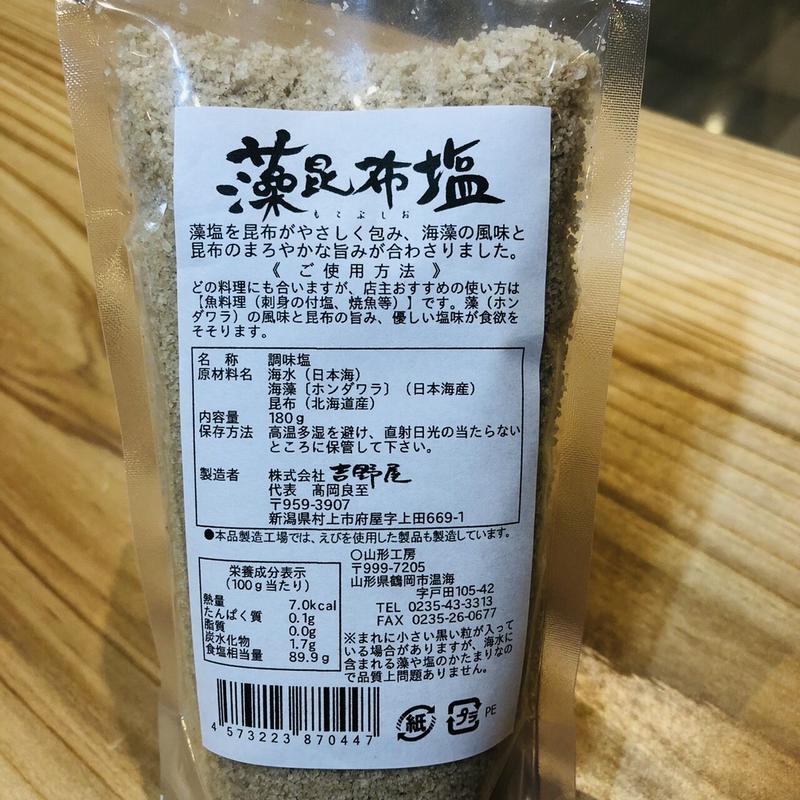 藻昆布塩
もこぶしお
藻塩を昆布がやさしく包み、海藻の風味と
昆布のまろやかな旨みが合わさりました。
《 ご 使 用 方 法 》
どの料理にも合いますが、店主おすすめの使い方は
【魚料理（刺身の付塩、焼魚等）】です。藻（ホン
ダワラ）の風味と昆布の旨み、優しい塩味が食欲を
そそります。
名　称　調味塩
原材料名　海水（日本海）
海藻〔ホンダワラ〕（日本海産）
昆布（北海道産）
内容量　180g
保存方法　高温多湿を避け、直射日光の当たらない
ところに保管して下さい。
製造者　株式会社 吉野屋
代表　髙岡良至
〒959-3907
新潟県村上市府屋字上田669-1
●本品製造工場では、えびを使用した製品も製造しています。
栄養成分表示
（100g当たり）
熱量　7.0kcal
たんぱく質　0.1g
脂質　0.0g
炭水化物　1.7g
食塩相当量　89.9g
〇山形工房
〒999-7205
山形県鶴岡市温海
字戸田105-42
TEL 0235-43-3313
FAX 0235-26-0677
※まれに小さい黒い粒が入って
いる場合がありますが、海水に
含まれる藻や塩のかたまりなの
で品質上問題ありません。
4 573223 870447
紙
プラ PE